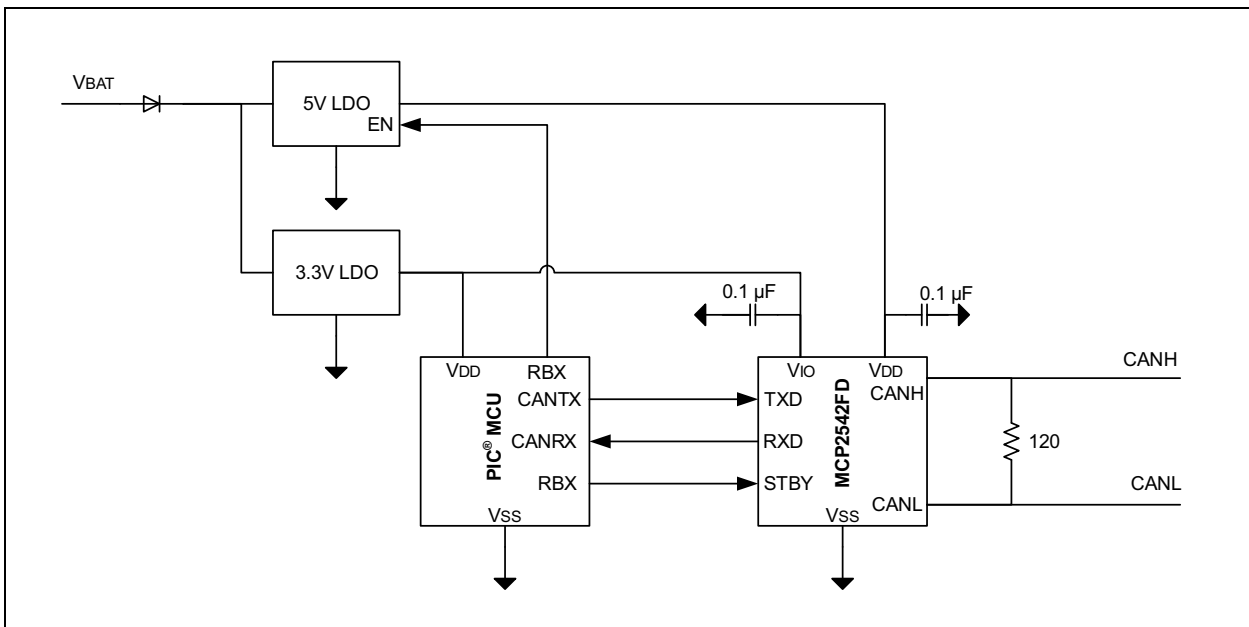 VBAT
5V LDO
EN
3.3V LDO
0.1 µF
0.1 µF
VDD
RBX
CANTX
CANRX
RBX
VSS
PIC® MCU
VIO
VDD
CANH
TXD
RXD
STBY
CANL
VSS
MCP2542FD
CANH
120
CANL